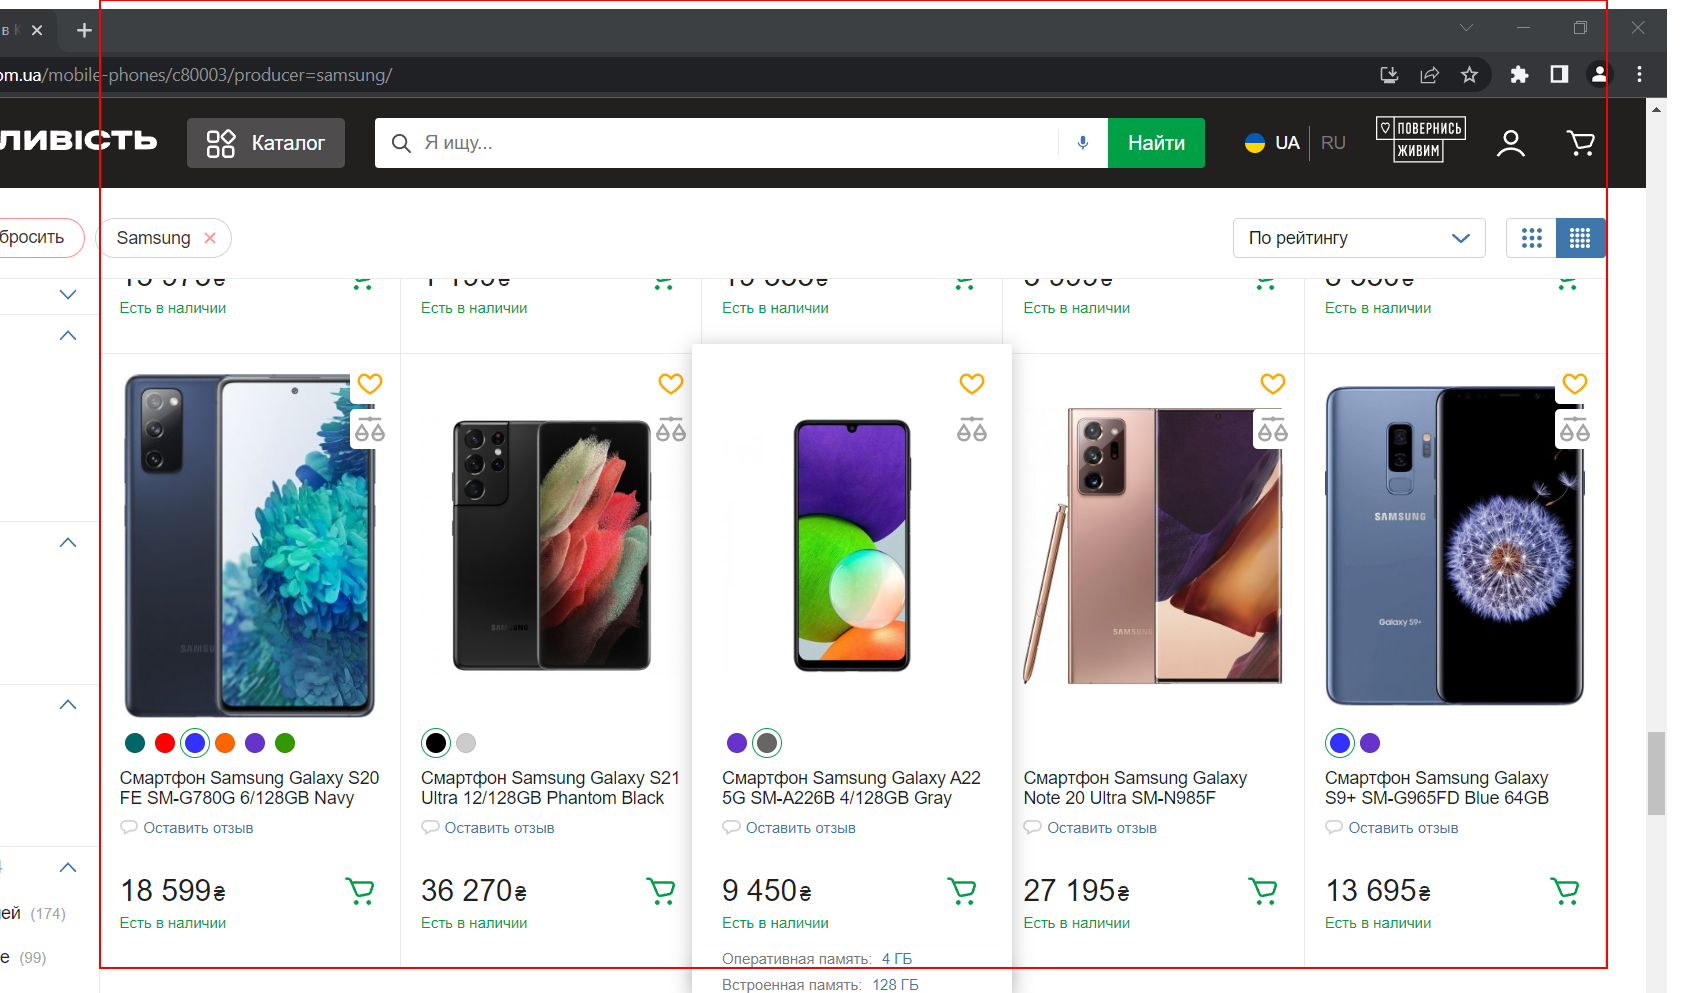 в К
om.ua/mobile-phones/c80003/producer=samsung/
ЛИВІСТЬ
Каталог
Я ищу...
Найти
UA
RU
ПОВЕРНИСЬ
ЖИВИМ
бросить
Samsung
По рейтингу
Есть в наличии
Есть в наличии
Есть в наличии
Есть в наличии
Есть в наличии
SAMSUNG
SAMSUNG
SAMSUNG
Galaxy S9+
Смартфон Samsung Galaxy S20
FE SM-G780G 6/128GB Navy
Оставить отзыв
18 599₴
Есть в наличии
Смартфон Samsung Galaxy S21
Ultra 12/128GB Phantom Black
Оставить отзыв
36 270₴
Есть в наличии
Смартфон Samsung Galaxy A22
5G SM-A226B 4/128GB Gray
Оставить отзыв
9 450₴
Есть в наличии
Оперативная память: 4 ГБ
Встроенная память: 128 ГБ
Смартфон Samsung Galaxy
Note 20 Ultra SM-N985F
Оставить отзыв
27 195₴
Есть в наличии
Смартфон Samsung Galaxy
S9+ SM-G965FD Blue 64GB
Оставить отзыв
13 695₴
Есть в наличии
ей (174)
е (99)